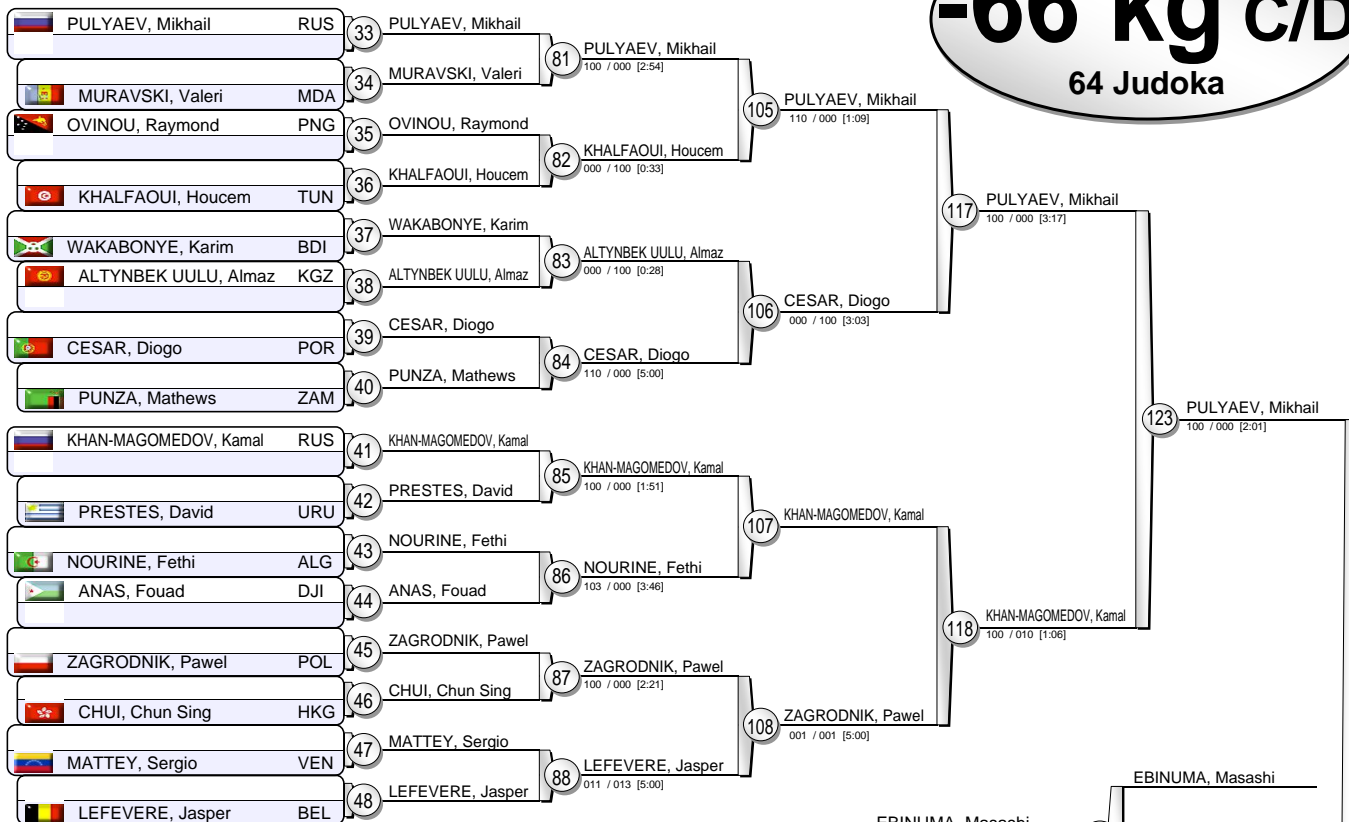 -66 kg C/D
64 Judoka
PULYAEV, Mikhail RUS
MURAVSKI, Valeri MDA
OVINOU, Raymond PNG
KHALFAOUI, Houcem TUN
WAKABONYE, Karim BDI
ALTYNBEK UULU, Almaz KGZ
CESAR, Diogo POR
PUNZA, Mathews ZAM
KHAN-MAGOMEDOV, Kamal RUS
PRESTES, David URU
NOURINE, Fethi ALG
ANAS, Fouad DJI
ZAGRODNIK, Pawel POL
CHUI, Chun Sing HKG
MATTEY, Sergio VEN
LEFEVERE, Jasper BEL
33 PULYAEV, Mikhail
34 MURAVSKI, Valeri
35 OVINOU, Raymond
36 KHALFAOUI, Houcem
37 WAKABONYE, Karim
38 ALTYNBEK UULU, Almaz
39 CESAR, Diogo
40 PUNZA, Mathews
41 KHAN-MAGOMEDOV, Kamal
42 PRESTES, David
43 NOURINE, Fethi
44 ANAS, Fouad
45 ZAGRODNIK, Pawel
46 CHUI, Chun Sing
47 MATTEY, Sergio
48 LEFEVERE, Jasper
81 PULYAEV, Mikhail
100 / 000 [2:54]
82 KHALFAOUI, Houcem
000 / 100 [0:33]
83 ALTYNBEK UULU, Almaz
000 / 100 [0:28]
84 CESAR, Diogo
110 / 000 [5:00]
85 KHAN-MAGOMEDOV, Kamal
100 / 000 [1:51]
86 NOURINE, Fethi
103 / 000 [3:46]
87 ZAGRODNIK, Pawel
100 / 000 [2:21]
88 LEFEVERE, Jasper
011 / 013 [5:00]
105 PULYAEV, Mikhail
110 / 000 [1:09]
106 CESAR, Diogo
000 / 100 [3:03]
107 KHAN-MAGOMEDOV, Kamal
108 ZAGRODNIK, Pawel
001 / 001 [5:00]
117 PULYAEV, Mikhail
100 / 000 [3:17]
118 KHAN-MAGOMEDOV, Kamal
100 / 010 [1:06]
123 PULYAEV, Mikhail
100 / 000 [2:01]
EBINUMA, Masashi
EBINUMA, Masashi